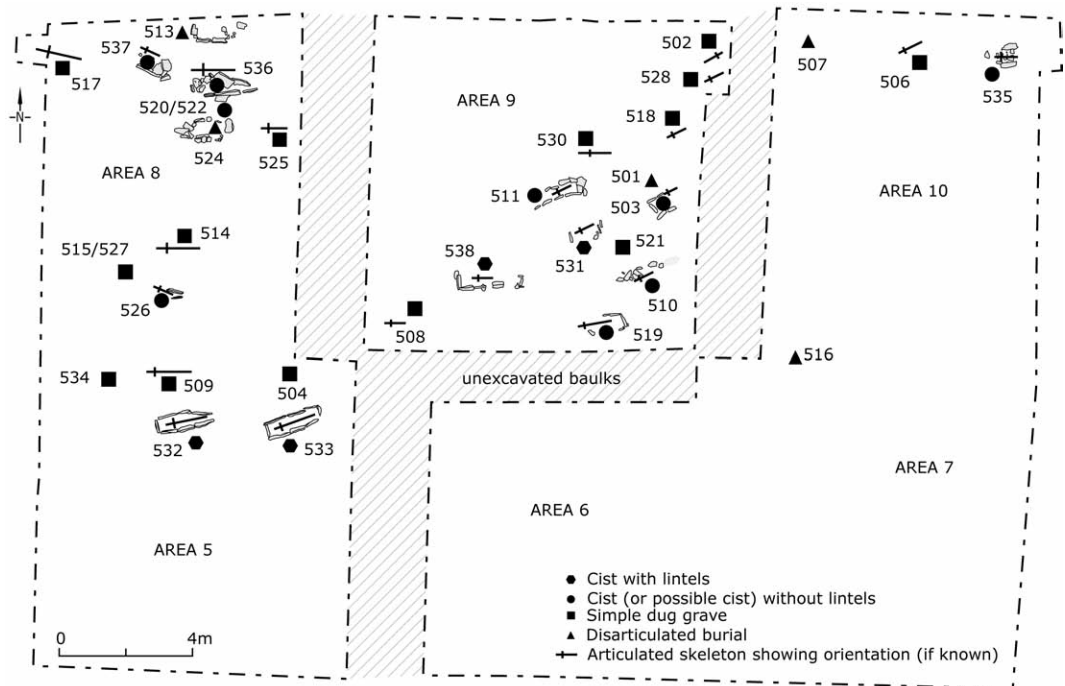 513
537
502
507
517
536
528
506
535
-N-
520/522
518
530
524
525
501
AREA 9
AREA 8
AREA 10
511
503
514
515/527
538
531
521
526
510
508
519
516
534
509
504
unexcavated baulks
532
533
AREA 7
AREA 6
AREA 5
Cist with lintels
Cist (or possible cist) without lintels
Simple dug grave
Disarticulated burial
Articulated skeleton showing orientation (if known)
0 4m